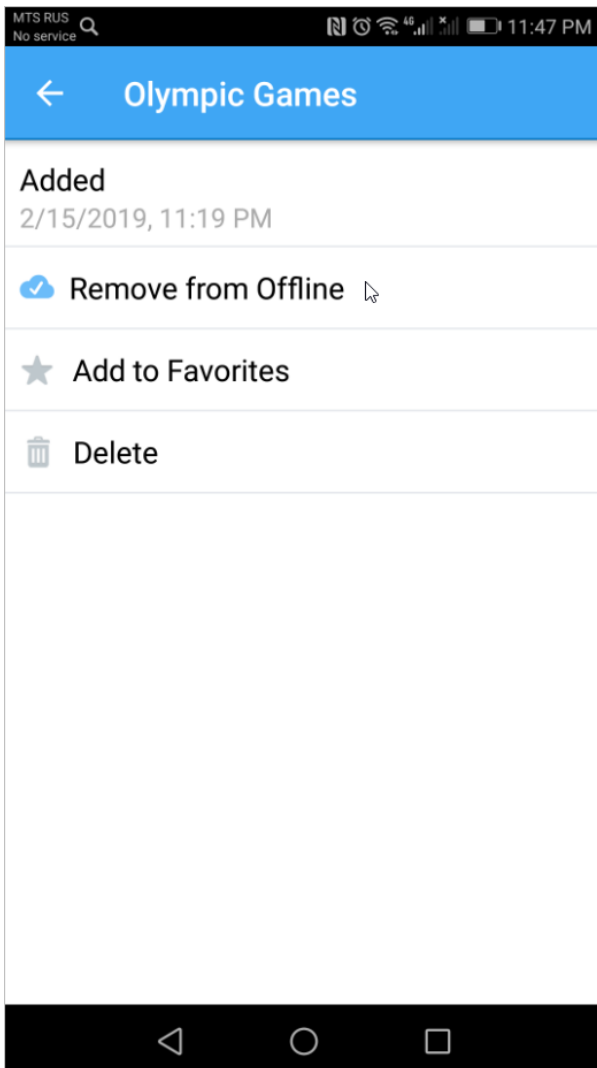 MTS RUS
No service
4G
11:47 PM
Olympic Games
Added
2/15/2019, 11:19 PM
Remove from Offline
Add to Favorites
Delete